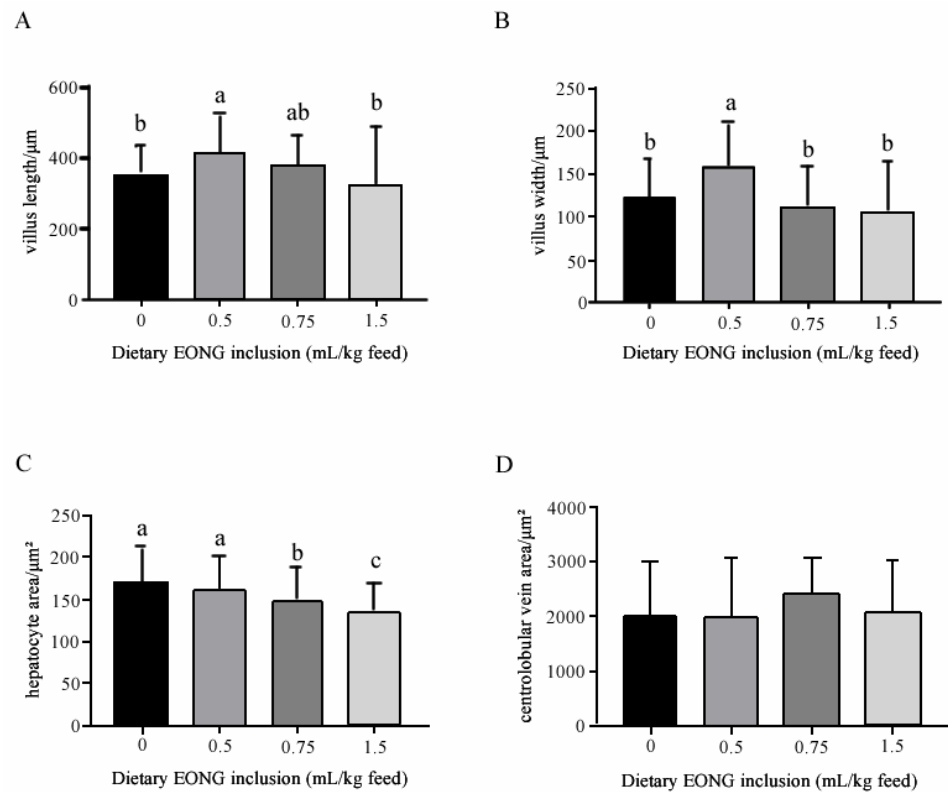 A
villus length/µm
600
400
200
0
b
a
ab
b
0
0.5
0.75
1.5
Dietary EONG inclusion (mL/kg feed)
B
villus width/µm
250
200
150
100
50
0
b
a
b
b
0
0.5
0.75
1.5
Dietary EONG inclusion (mL/kg feed)
C
hepatocyte area/µm²
250
200
150
100
50
0
a
a
b
c
0
0.5
0.75
1.5
Dietary EONG inclusion (mL/kg feed)
D
centrolobular vein area/µm²
4000
3000
2000
1000
0
0
0.5
0.75
1.5
Dietary EONG inclusion (mL/kg feed)